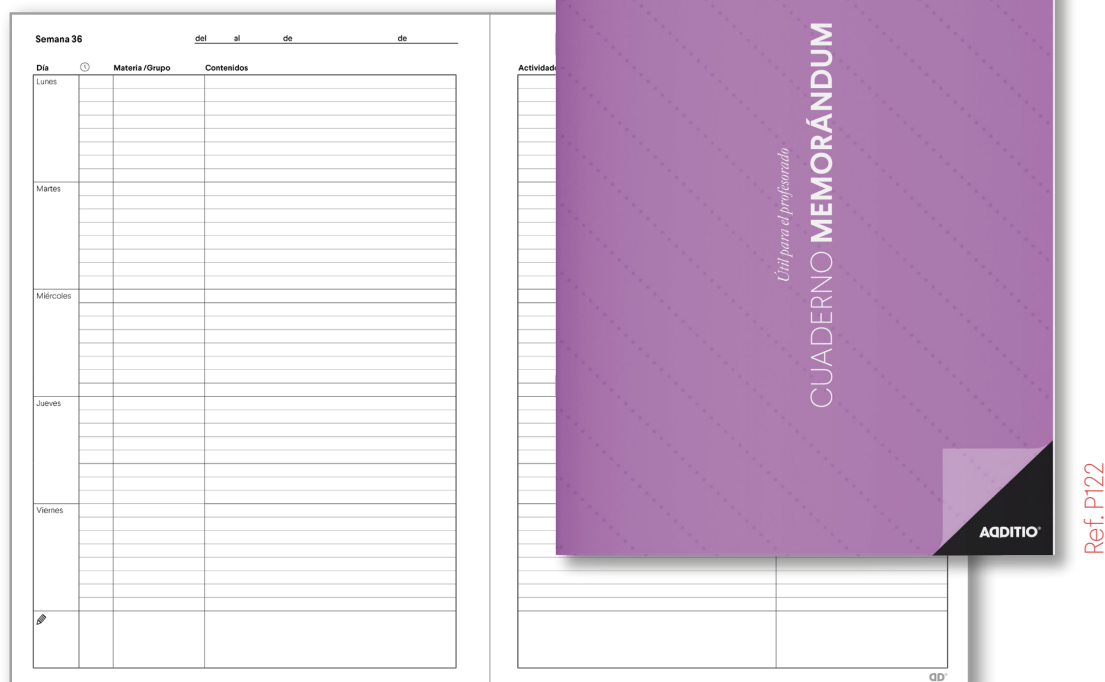 Semana 36 del al de de
Día Materia /Grupo Contenidos
Lunes
Martes
Miércoles
Jueves
Viernes
Útil para el profesorado
CUADERNO MEMORÁNDUM
ADDITIO
Ref. P122